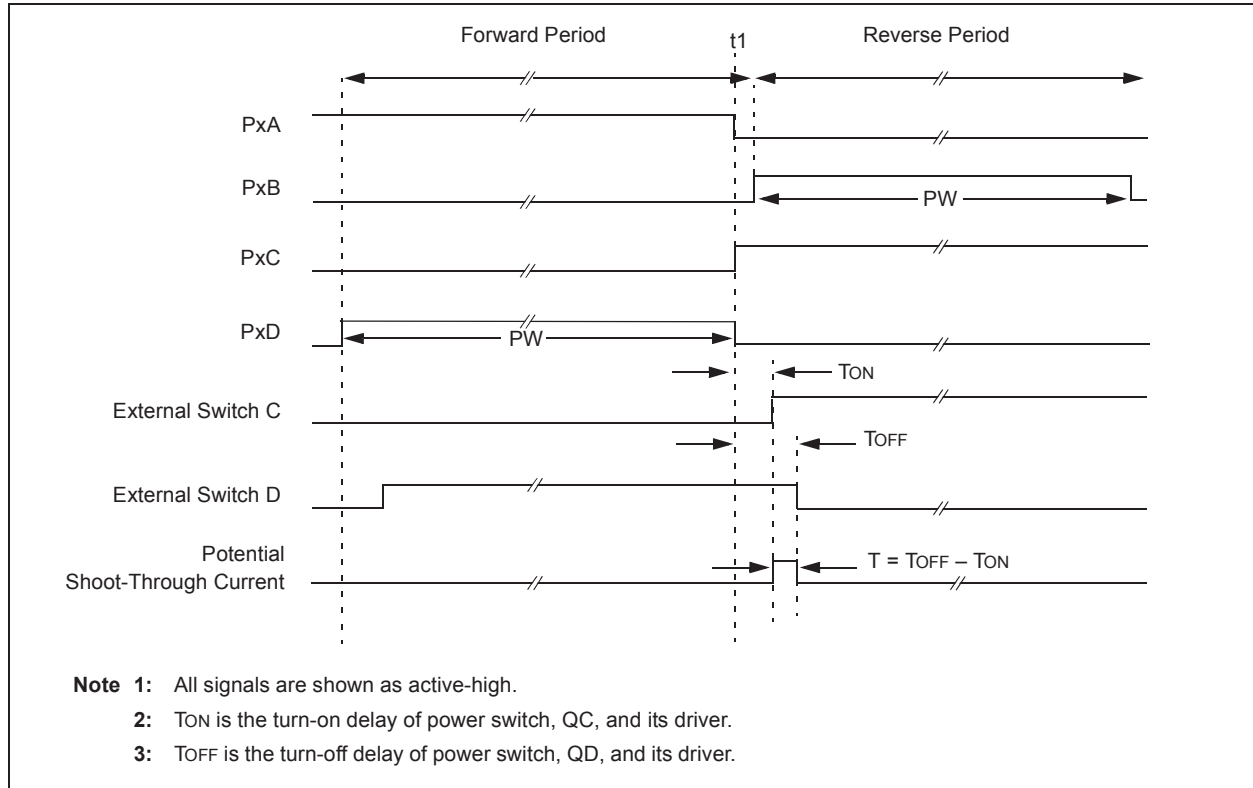 Forward Period
t1
Reverse Period
PxA
PxB
PW
PxC
PxD
PW
TON
External Switch C
TOFF
External Switch D
Potential
Shoot-Through Current
T = TOFF – TON
Note 1: All signals are shown as active-high.
2: TON is the turn-on delay of power switch, QC, and its driver.
3: TOFF is the turn-off delay of power switch, QD, and its driver.